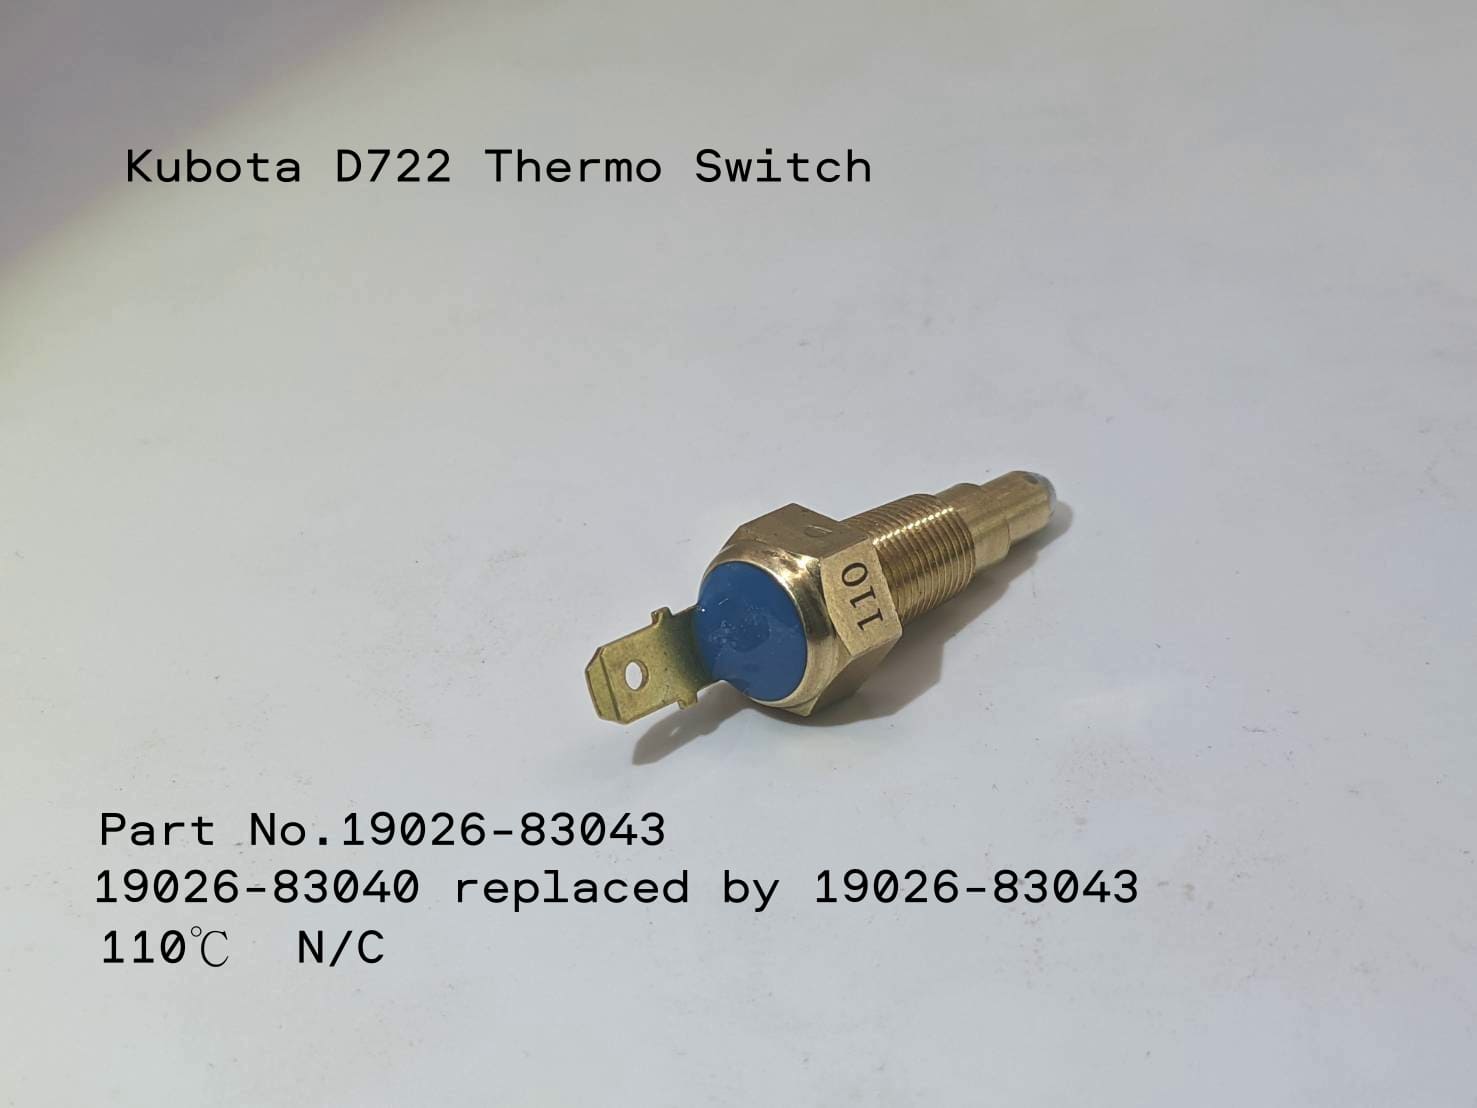 Kubota D722 Thermo Switch
110
Part No.19026-83043
19026-83040 replaced by 19026-83043
110℃ N/C